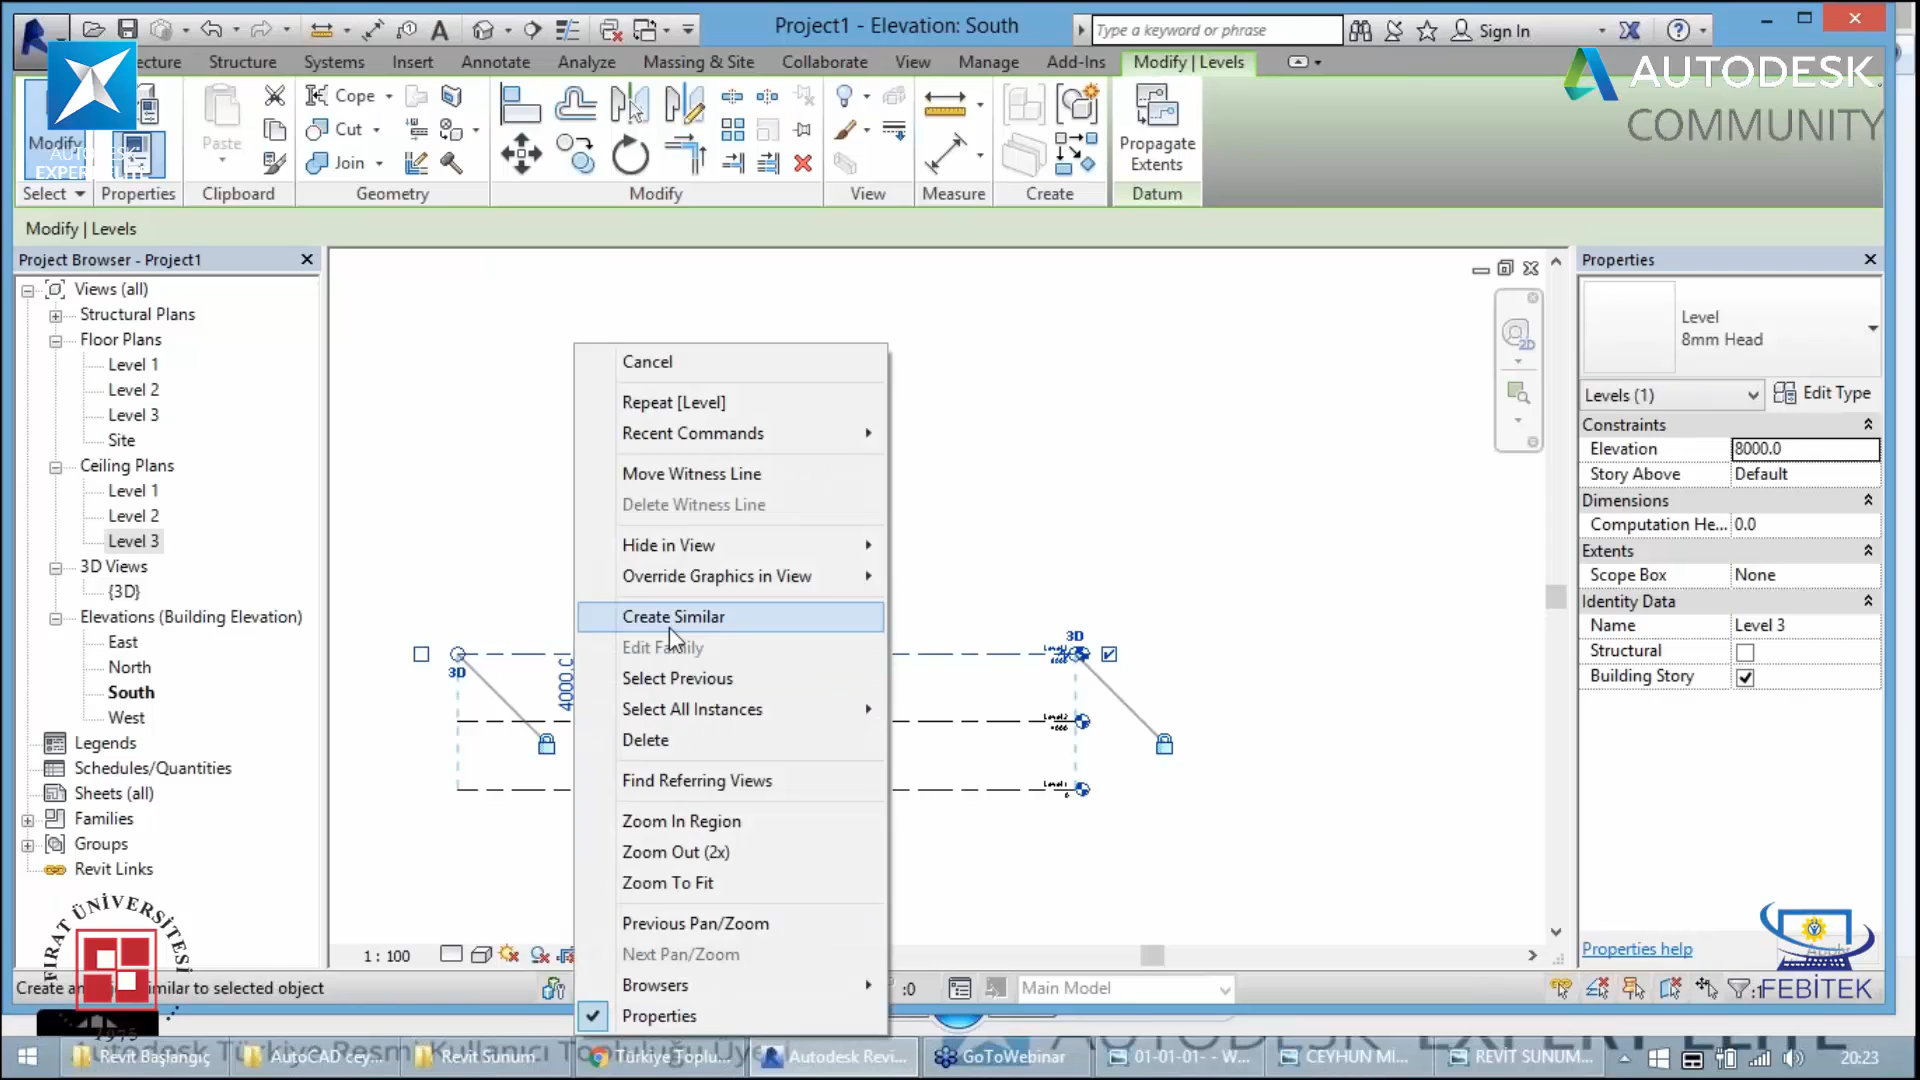 Project1 - Elevation: South
Type a keyword or phrase
Sign In
Structure
Systems
Insert
Annotate
Analyze
Massing & Site
Collaborate
View
Manage
Add-Ins
Modify | Levels
AUTODESK
COMMUNITY
Modify
Paste
Cope
Cut
Join
Propagate
Extents
Select
Properties
Clipboard
Geometry
Modify
View
Measure
Create
Datum
Modify | Levels
Project Browser - Project1
Views (all)
Structural Plans
Floor Plans
Level 1
Level 2
Level 3
Site
Ceiling Plans
Level 1
Level 2
Level 3
3D Views
{3D}
Elevations (Building Elevation)
East
North
South
West
Legends
Schedules/Quantities
Sheets (all)
Families
Groups
Revit Links
FIRAT ÜNİVERSİTESİ
1975
Cancel
Repeat [Level]
Recent Commands
Move Witness Line
Delete Witness Line
Hide in View
Override Graphics in View
Create Similar
Edit Family
Select Previous
Select All Instances
Delete
Find Referring Views
Zoom In Region
Zoom Out (2x)
Zoom To Fit
Previous Pan/Zoom
Next Pan/Zoom
Browsers
Properties
3D
3D
2D
Properties
Level
8mm Head
Levels (1)
Edit Type
Constraints
Elevation 8000.0
Story Above Default
Dimensions
Computation He... 0.0
Extents
Scope Box None
Identity Data
Name Level 3
Structural
Building Story
Properties help
FEBİTEK
1 : 100
:0
Main Model
Autodesk Türkiye Resmi Kullanıcı Topluluğu
Revit Başlangıç
AutoCAD cey...
Revit Sunum
Türkiye Toplu...
Autodesk Revi...
GoToWebinar
01-01-01- - W...
CEYHUN Mİ...
REVİT SUNUM...
20:23